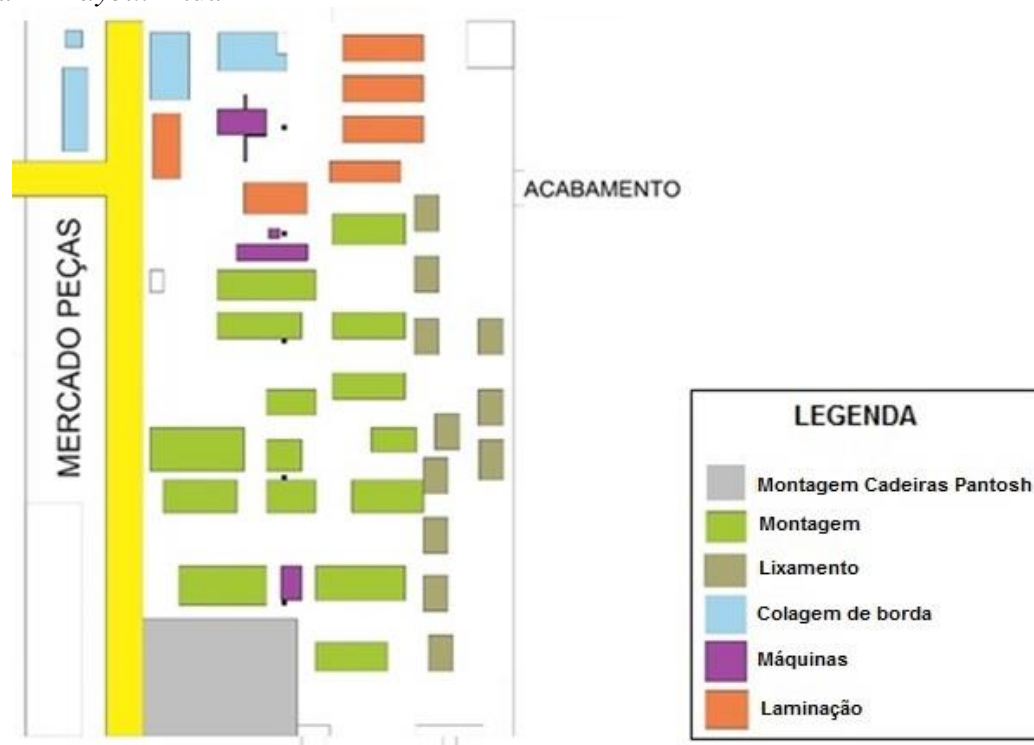 ACABAMENTO
MERCADO PEÇAS
LEGENDA
Montagem Cadeiras Pantosh
Montagem
Lixamento
Colagem de borda
Máquinas
Laminação